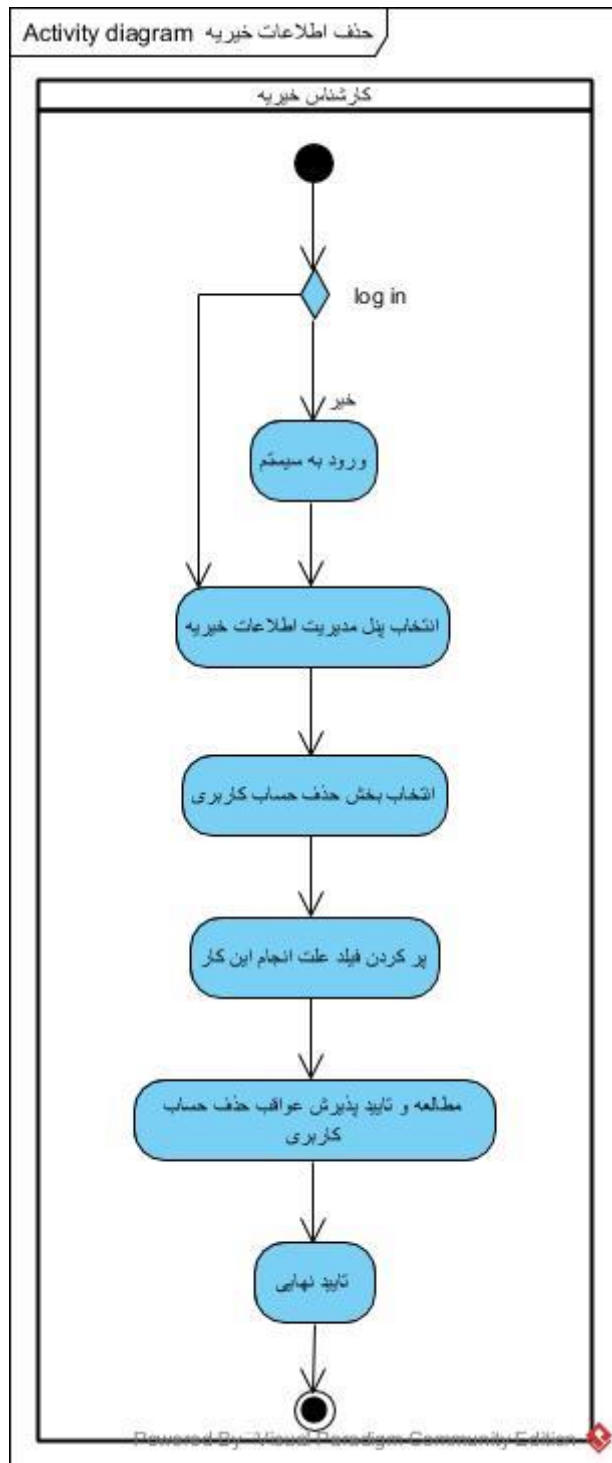 Activity diagram حذف اطلاعات خیریه
کارشناس خیریه
log in
خیر
ورود به سیستم
انتخاب پنل مدیریت اطلاعات خیریه
انتخاب بخش حذف حساب کاربری
پر کردن فیلد علت انجام این کار
مطالعه و تایید پذیرش عواقب حذف حساب
کاربری
تایید نهایی
Powered By Visual Paradigm Community Edition